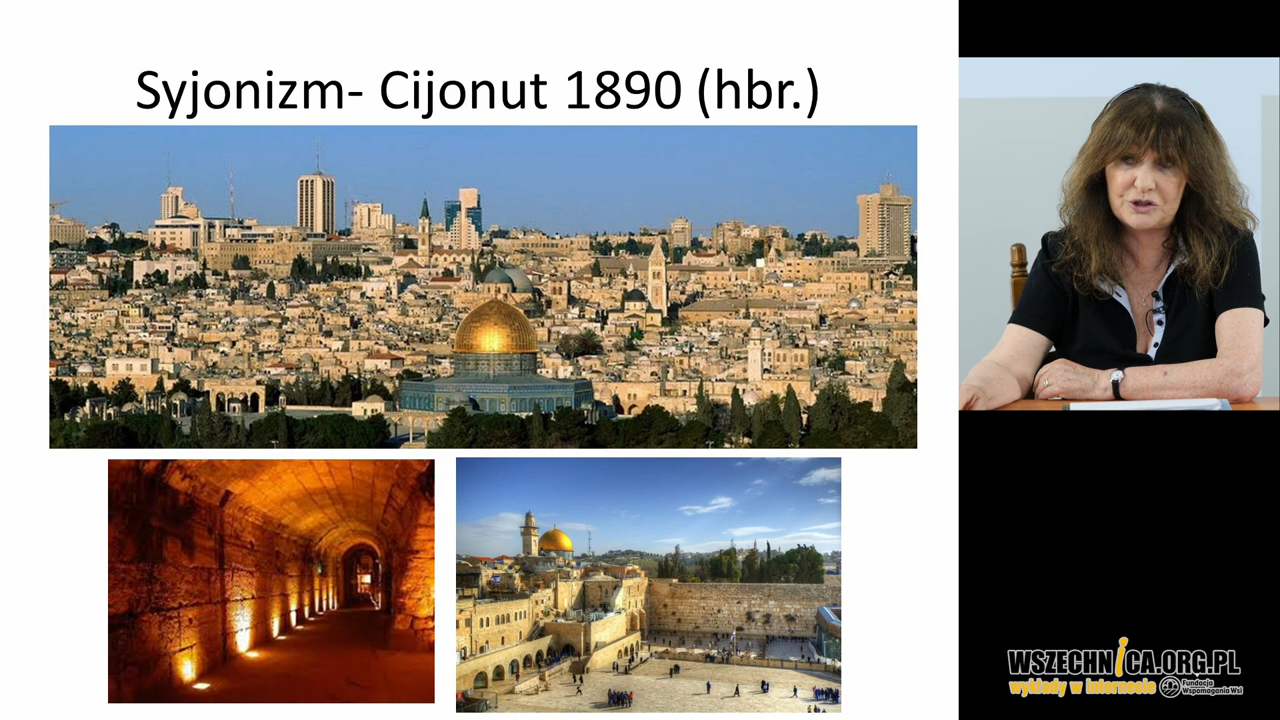 Syjonizm- Cijonut 1890 (hbr.)
WSZECHNICA.ORG.PL
wykłady w internecie
Fundacja
Wspomagania Wsi